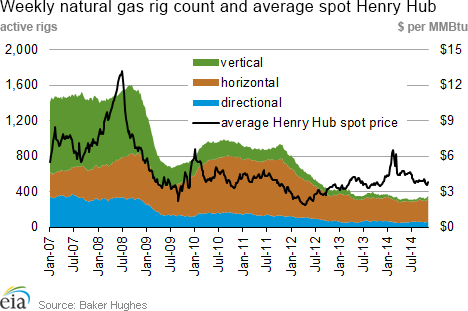 Weekly natural gas rig count and average spot Henry Hub
active rigs
$ per MMBtu
2,000
1,600
1,200
800
400
0
$15
$12
$9
$6
$3
$0
vertical
horizontal
directional
average Henry Hub spot price
Jan-07
Jul-07
Jan-08
Jul-08
Jan-09
Jul-09
Jan-10
Jul-10
Jan-11
Jul-11
Jan-12
Jul-12
Jan-13
Jul-13
Jan-14
Jul-14
eia
Source: Baker Hughes